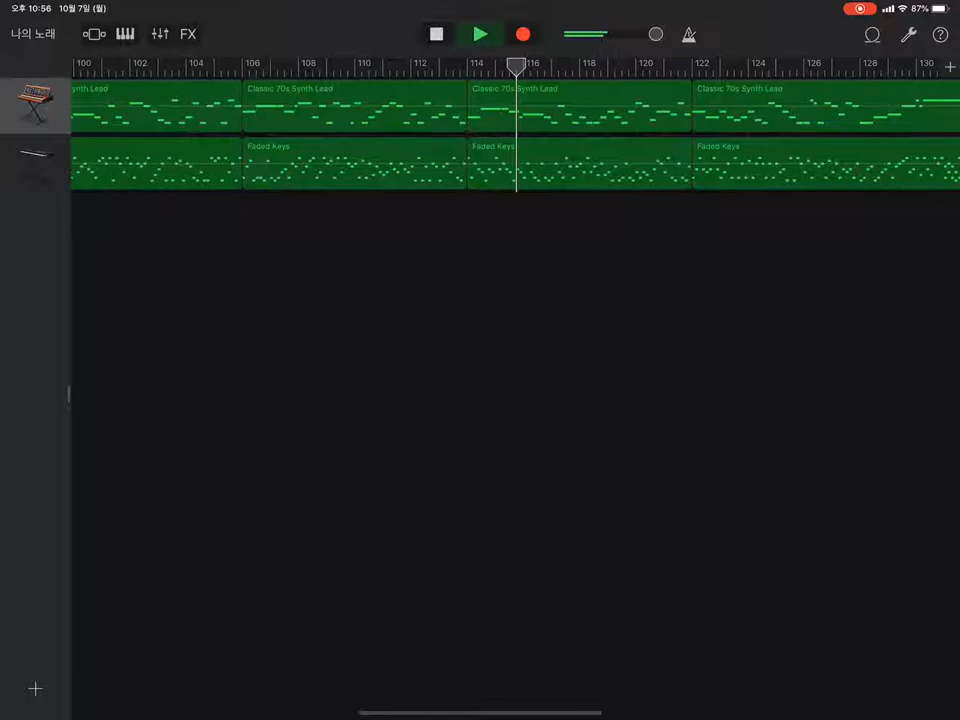 오후 10:56 10월 7일 (월) 87%
나의 노래 FX
100 102 104 106 108 110 112 114 116 118 120 122 124 126 128 130
ynth Lead Classic 70s Synth Lead Classic 70s Synth Lead Classic 70s Synth Lead
Faded Keys Faded Keys Faded Keys